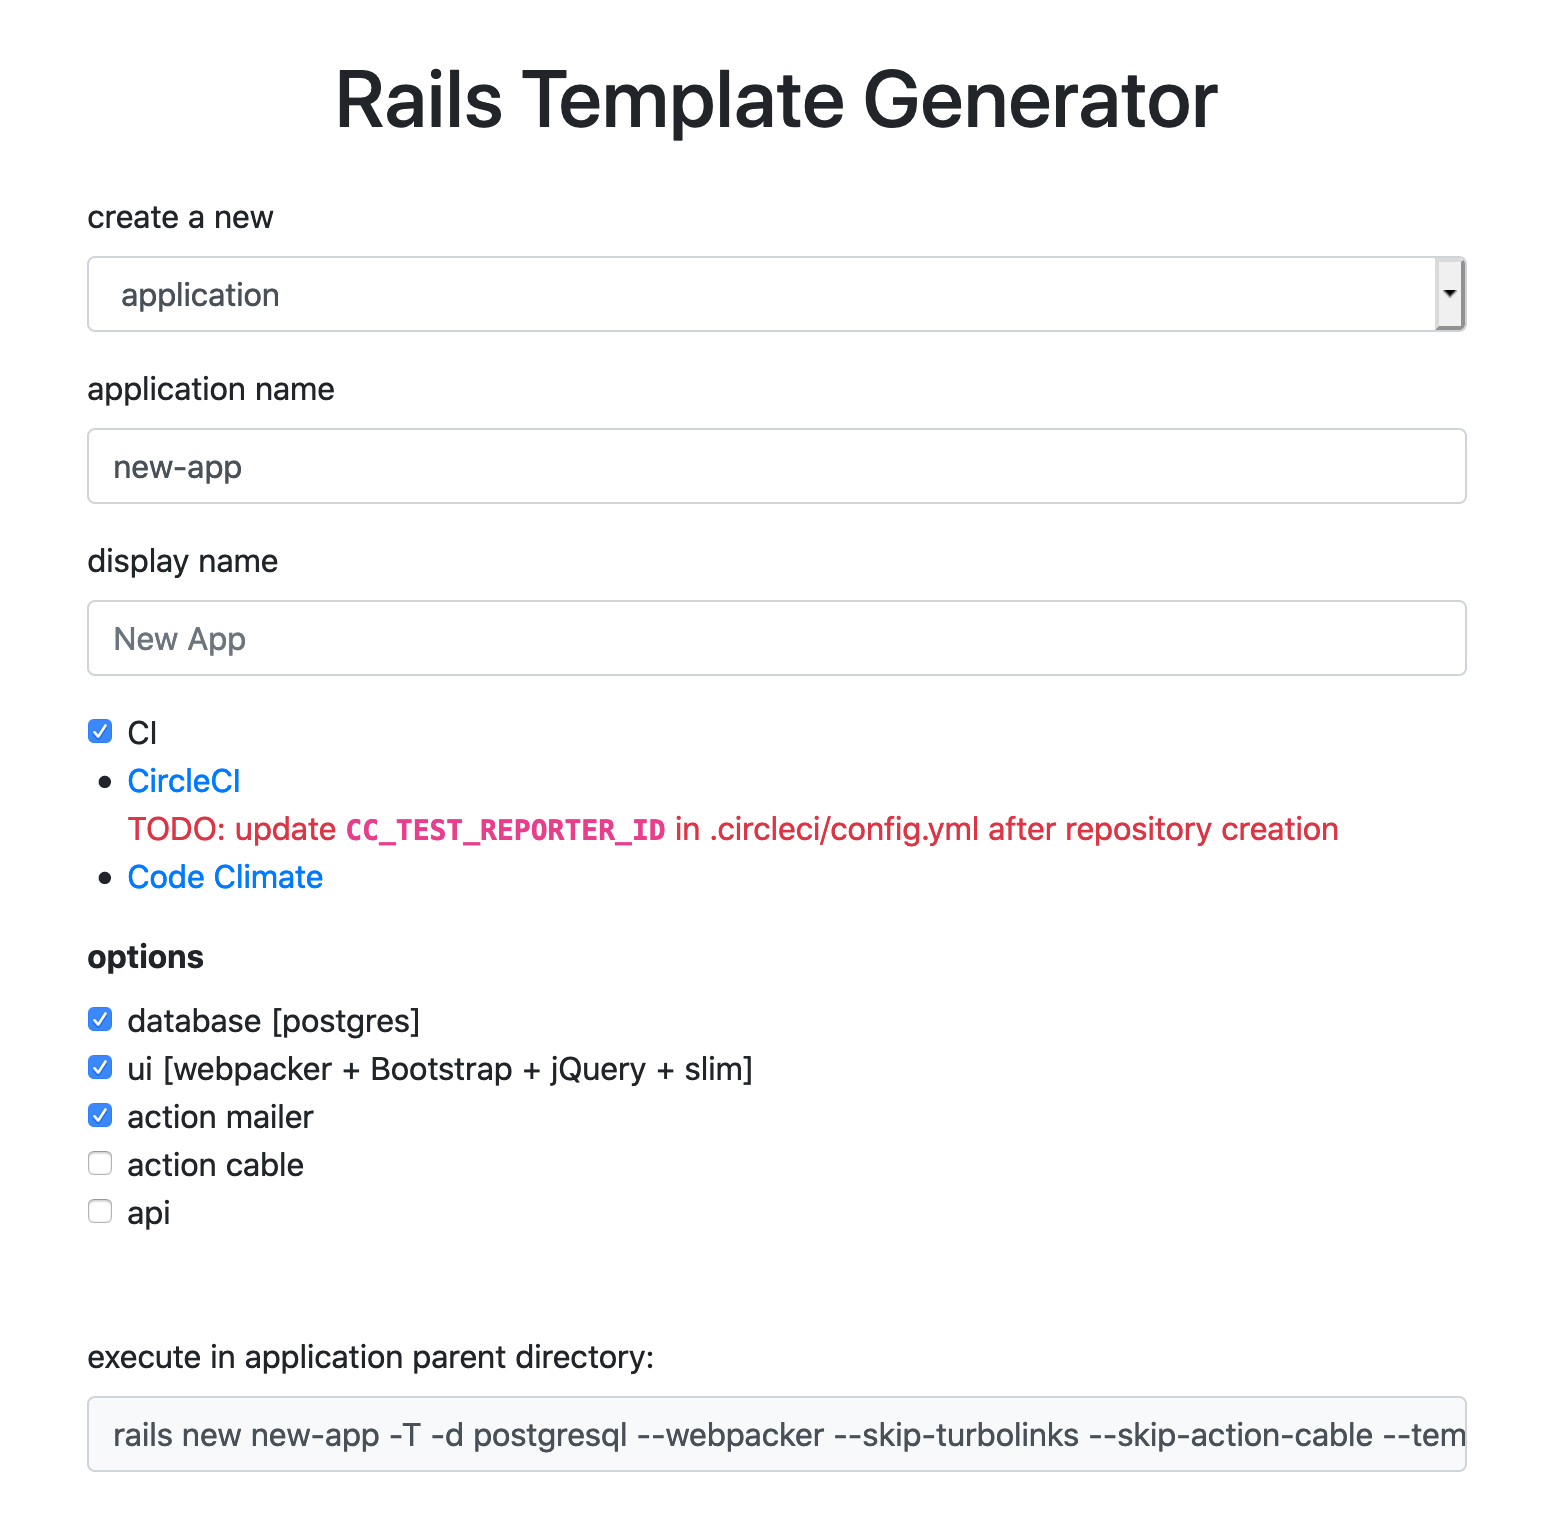 Rails Template Generator
create a new
application
application name
new-app
display name
New App
CI
CircleCI
TODO: update CC_TEST_REPORTER_ID in .circleci/config.yml after repository creation
Code Climate
options
database [postgres]
ui [webpacker + Bootstrap + jQuery + slim]
action mailer
action cable
api
execute in application parent directory:
rails new new-app -T -d postgresql --webpacker --skip-turbolinks --skip-action-cable --tem